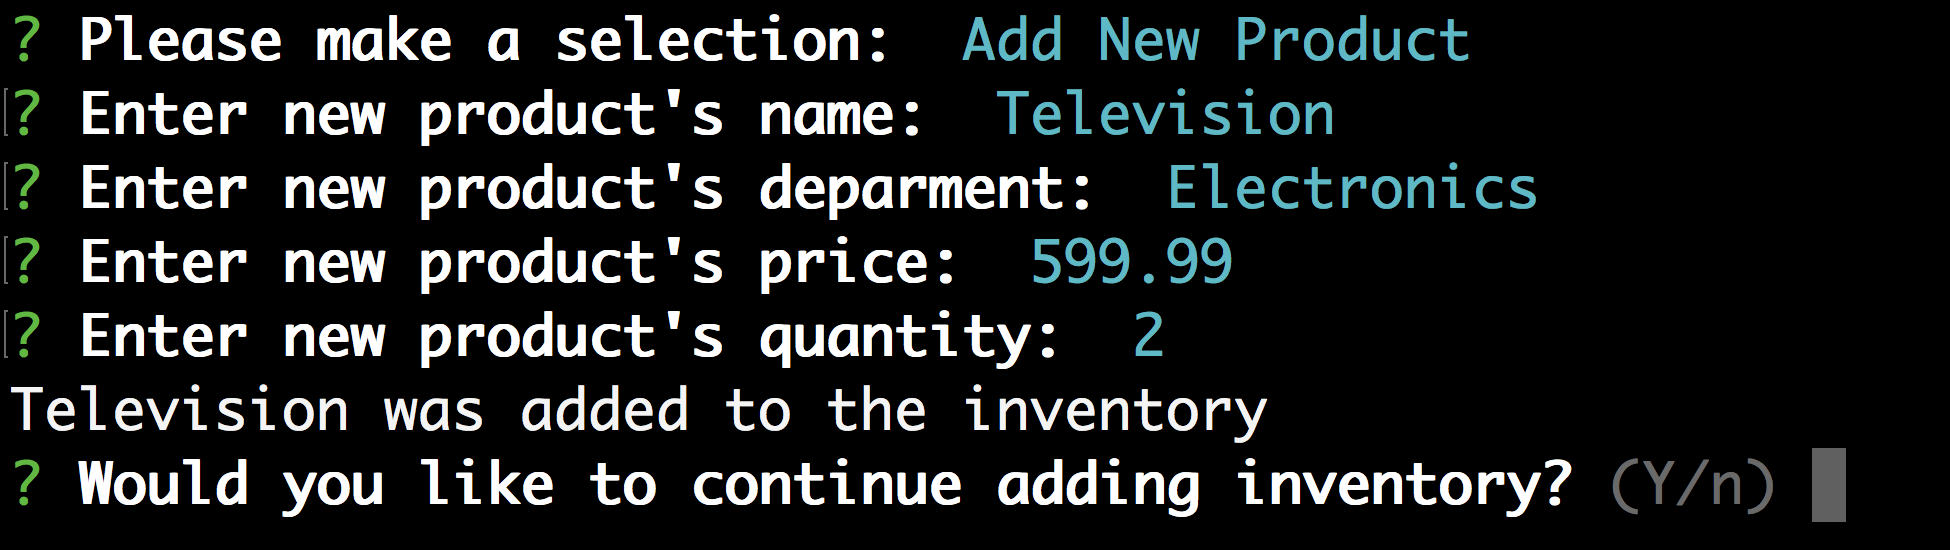 ? Please make a selection:  Add New Product
? Enter new product's name:  Television
? Enter new product's deparment:  Electronics
? Enter new product's price:  599.99
? Enter new product's quantity:  2
Television was added to the inventory
? Would you like to continue adding inventory? (Y/n)